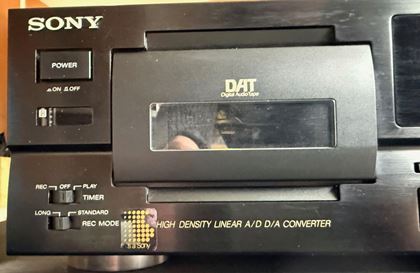 SONY
POWER
ON OFF
DAT
Digital Audio Tape
REC OFF PLAY
TIMER
LONG STANDARD
REC MODE
HIGH DENSITY LINEAR A/D D/A CONVERTER
Sony